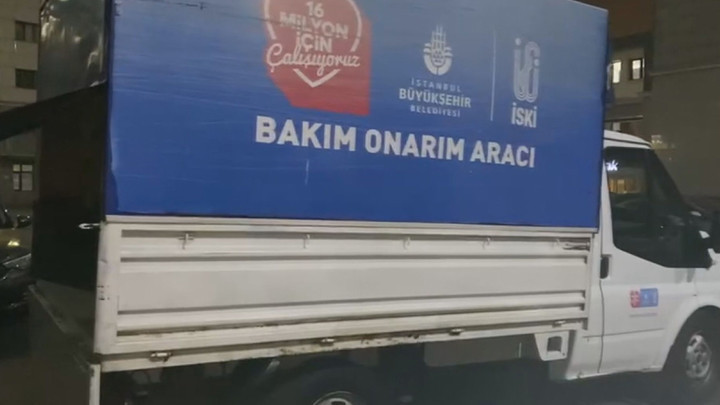 16
MİLYON
İÇİN
Çalışıyoruz
İSTANBUL
BÜYÜKŞEHİR
BELEDİYESİ
İSKİ
BAKIM ONARIM ARACI